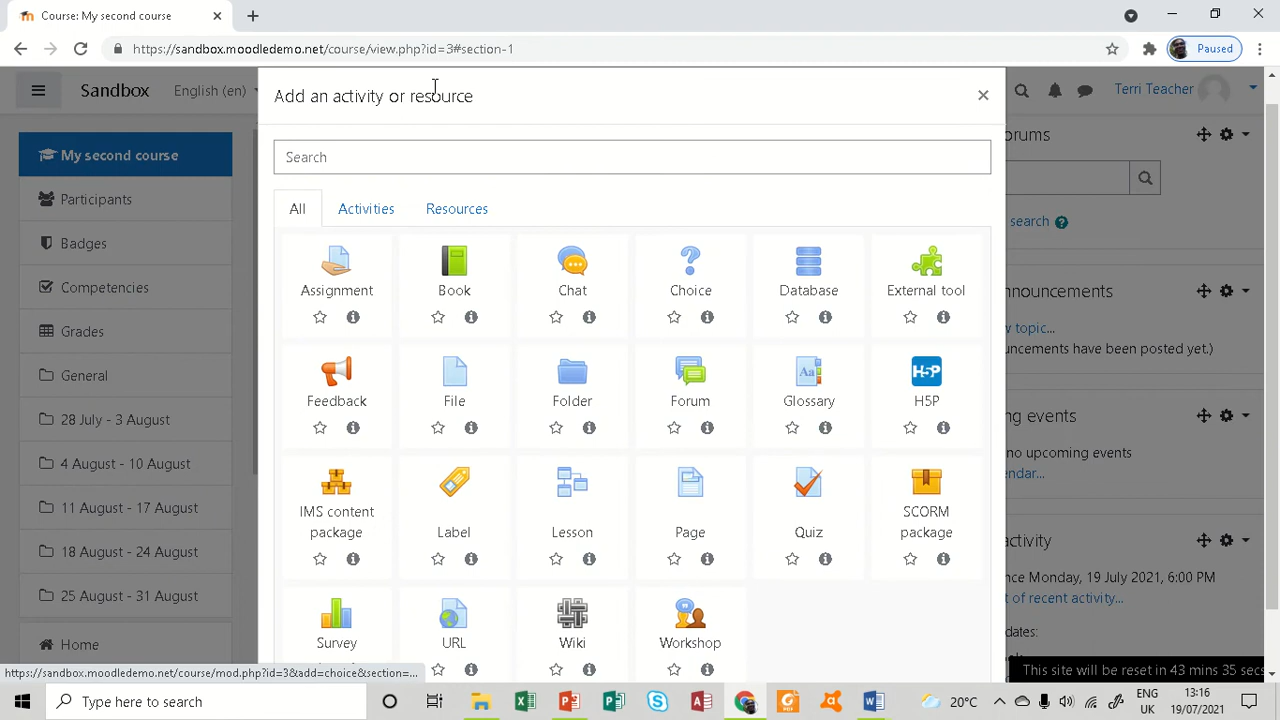 Course: My second course
https://sandbox.moodledemo.net/course/view.php?id=3#section-1
Paused
Sandbox
English (en)
Terri Teacher
Add an activity or resource
Search
All
Activities
Resources
My second course
Participants
Badges
Competencies
Grades
General
28 July - 3 August
4 August - 10 August
11 August - 17 August
18 August - 24 August
25 August - 31 August
Home
Assignment
Book
Chat
Choice
Database
External tool
Feedback
File
Folder
Forum
Glossary
H5P
H5P
IMS content
package
Label
Lesson
Page
Quiz
SCORM
package
Survey
URL
Wiki
Workshop
orums
search
nnouncements
w topic...
uncements have been posted yet.)
ng events
no upcoming events
endar...
activity
nce Monday, 19 July 2021, 6:00 PM
t of recent activity...
dates:
This site will be reset in 43 mins 35 secs
https://sandbox.moodledemo.net/course/mod.php?id=3&add=choice&section=...
Type here to search
20°C
ENG
UK
13:16
19/07/2021